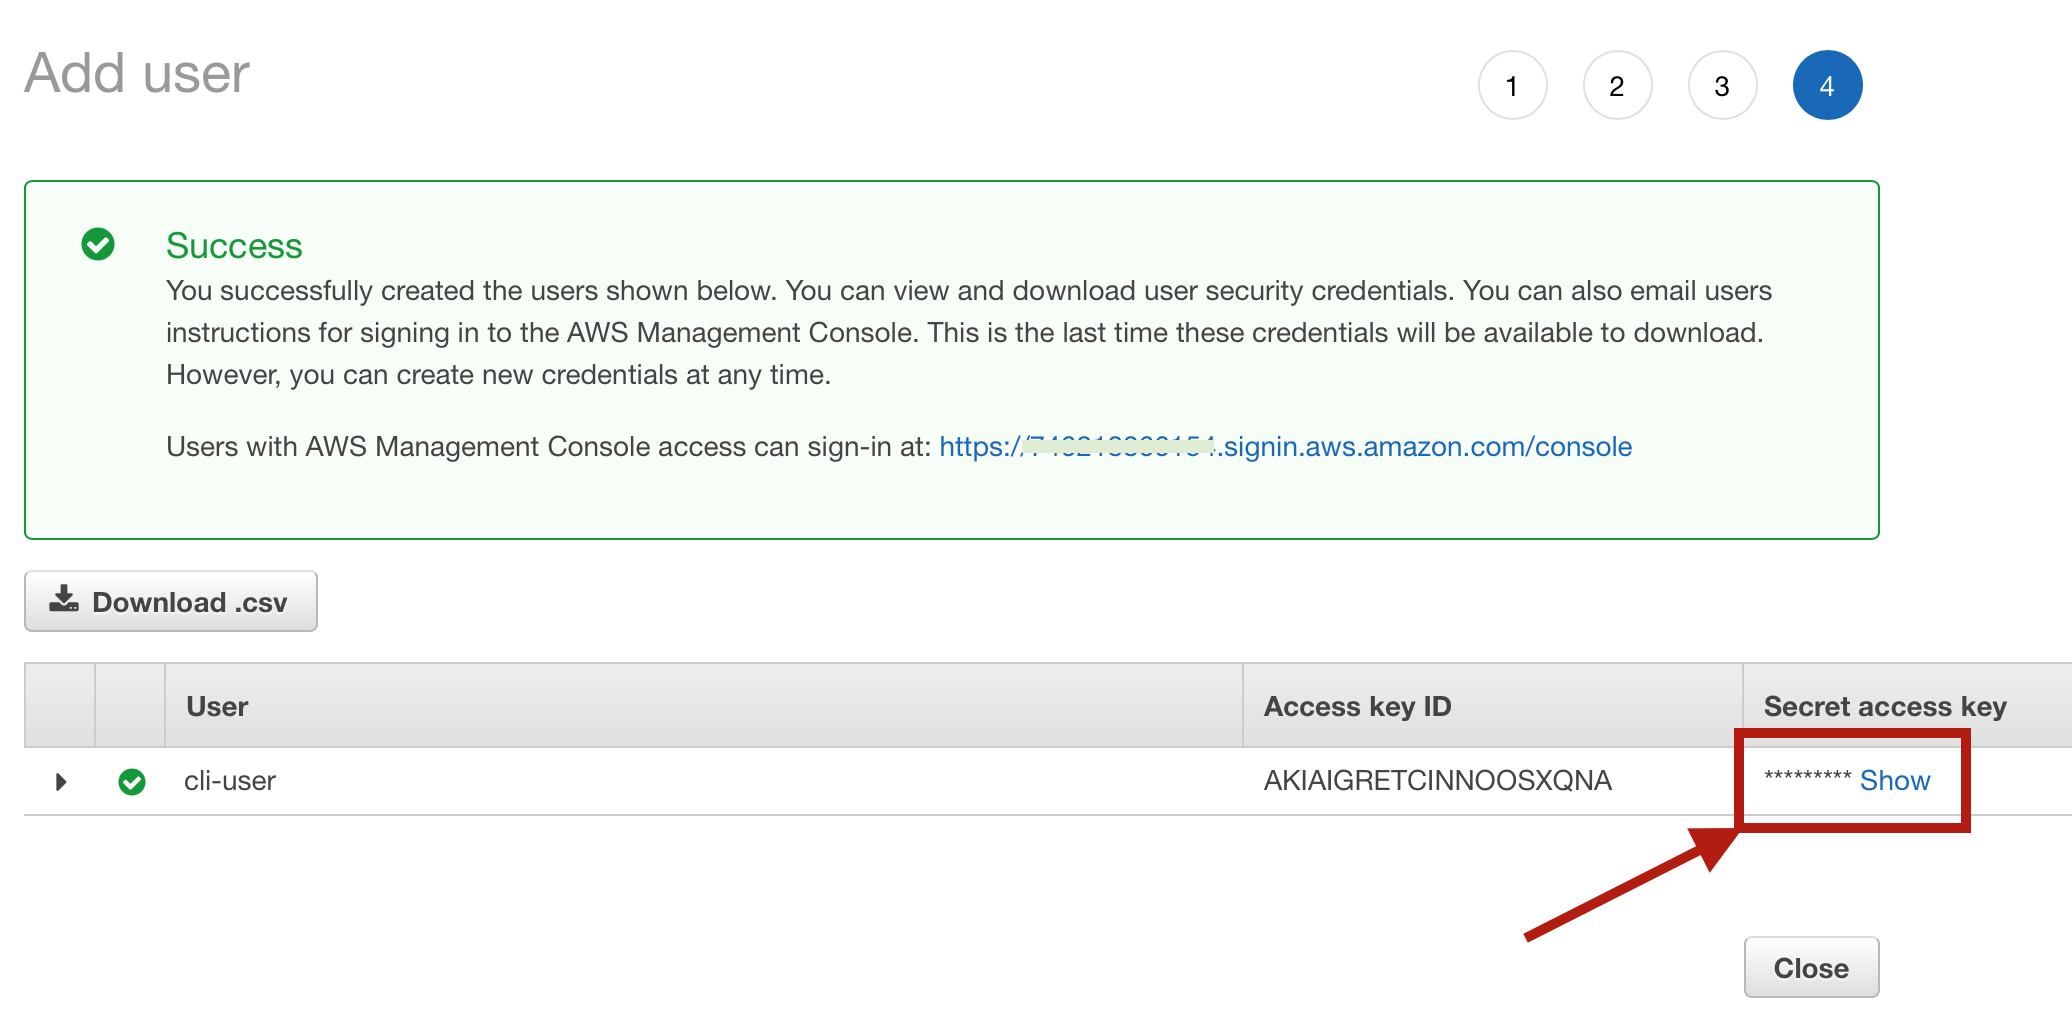 Add user
1 2 3 4
Success
You successfully created the users shown below. You can view and download user security credentials. You can also email users
instructions for signing in to the AWS Management Console. This is the last time these credentials will be available to download.
However, you can create new credentials at any time.
Users with AWS Management Console access can sign-in at: https:// .signin.aws.amazon.com/console
Download .csv
User Access key ID Secret access key
cli-user AKIAIGRETCINNOOSXQNA ********* Show
Close